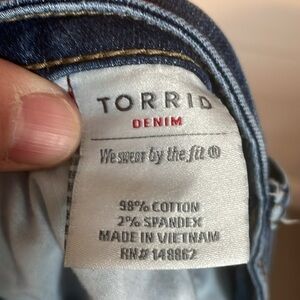 TORRID
DENIM
We swear by the fit ®
98% COTTON
2% SPANDEX
MADE IN VIETNAM
RN# 148862